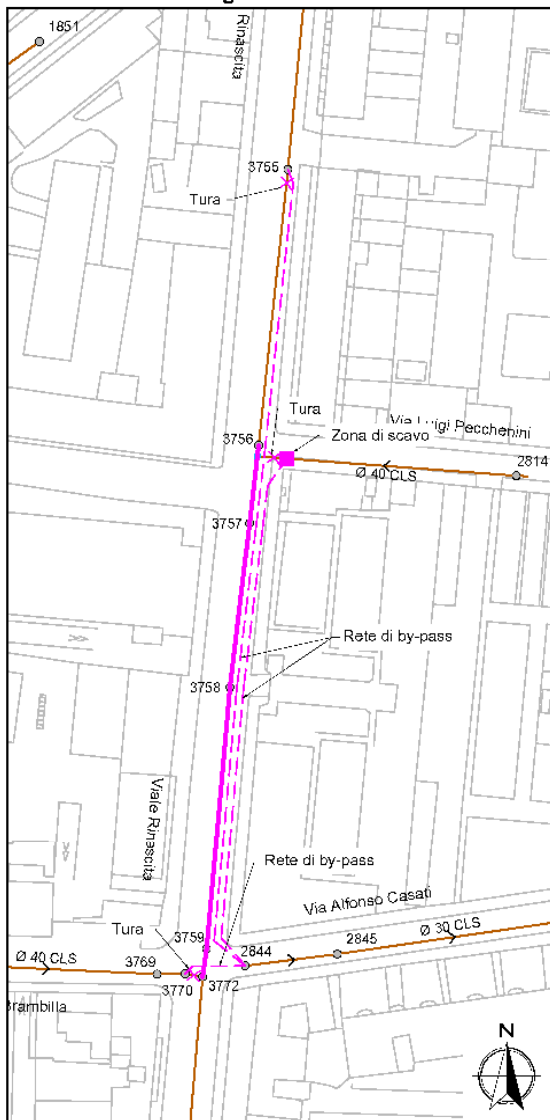 1851
Rinascita
3755
Tura
Tura
Via Luigi Pecchenini
3756
Zona di scavo
2814
Ø 40 CLS
3757
Rete di by-pass
3758
Viale Rinascita
Rete di by-pass
Via Alfonso Casati
Tura
3759
Ø 30 CLS
2844
2845
Ø 40 CLS
3769
3770
3772
Brambilla
N